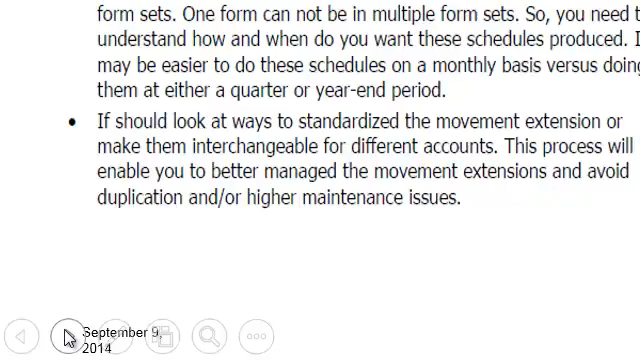 form sets. One form can not be in multiple form sets. So, you need
understand how and when do you want these schedules produced.
may be easier to do these schedules on a monthly basis versus doing
them at either a quarter or year-end period.
• If should look at ways to standardized the movement extension or
make them interchangeable for different accounts. This process will
enable you to better managed the movement extensions and avoid
duplication and/or higher maintenance issues.
September 9,
2014